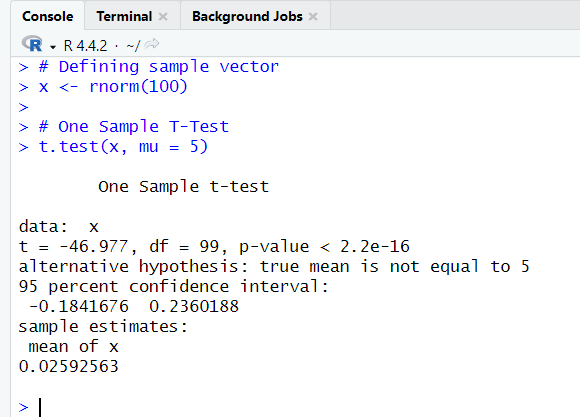 Console Terminal Background Jobs
R R 4.4.2 · ~/
> # Defining sample vector
> x <- rnorm(100)
>
> # One Sample T-Test
> t.test(x, mu = 5)
One Sample t-test
data:  x
t = -46.977, df = 99, p-value < 2.2e-16
alternative hypothesis: true mean is not equal to 5
95 percent confidence interval:
 -0.1841676  0.2360188
sample estimates:
 mean of x
0.02592563
>